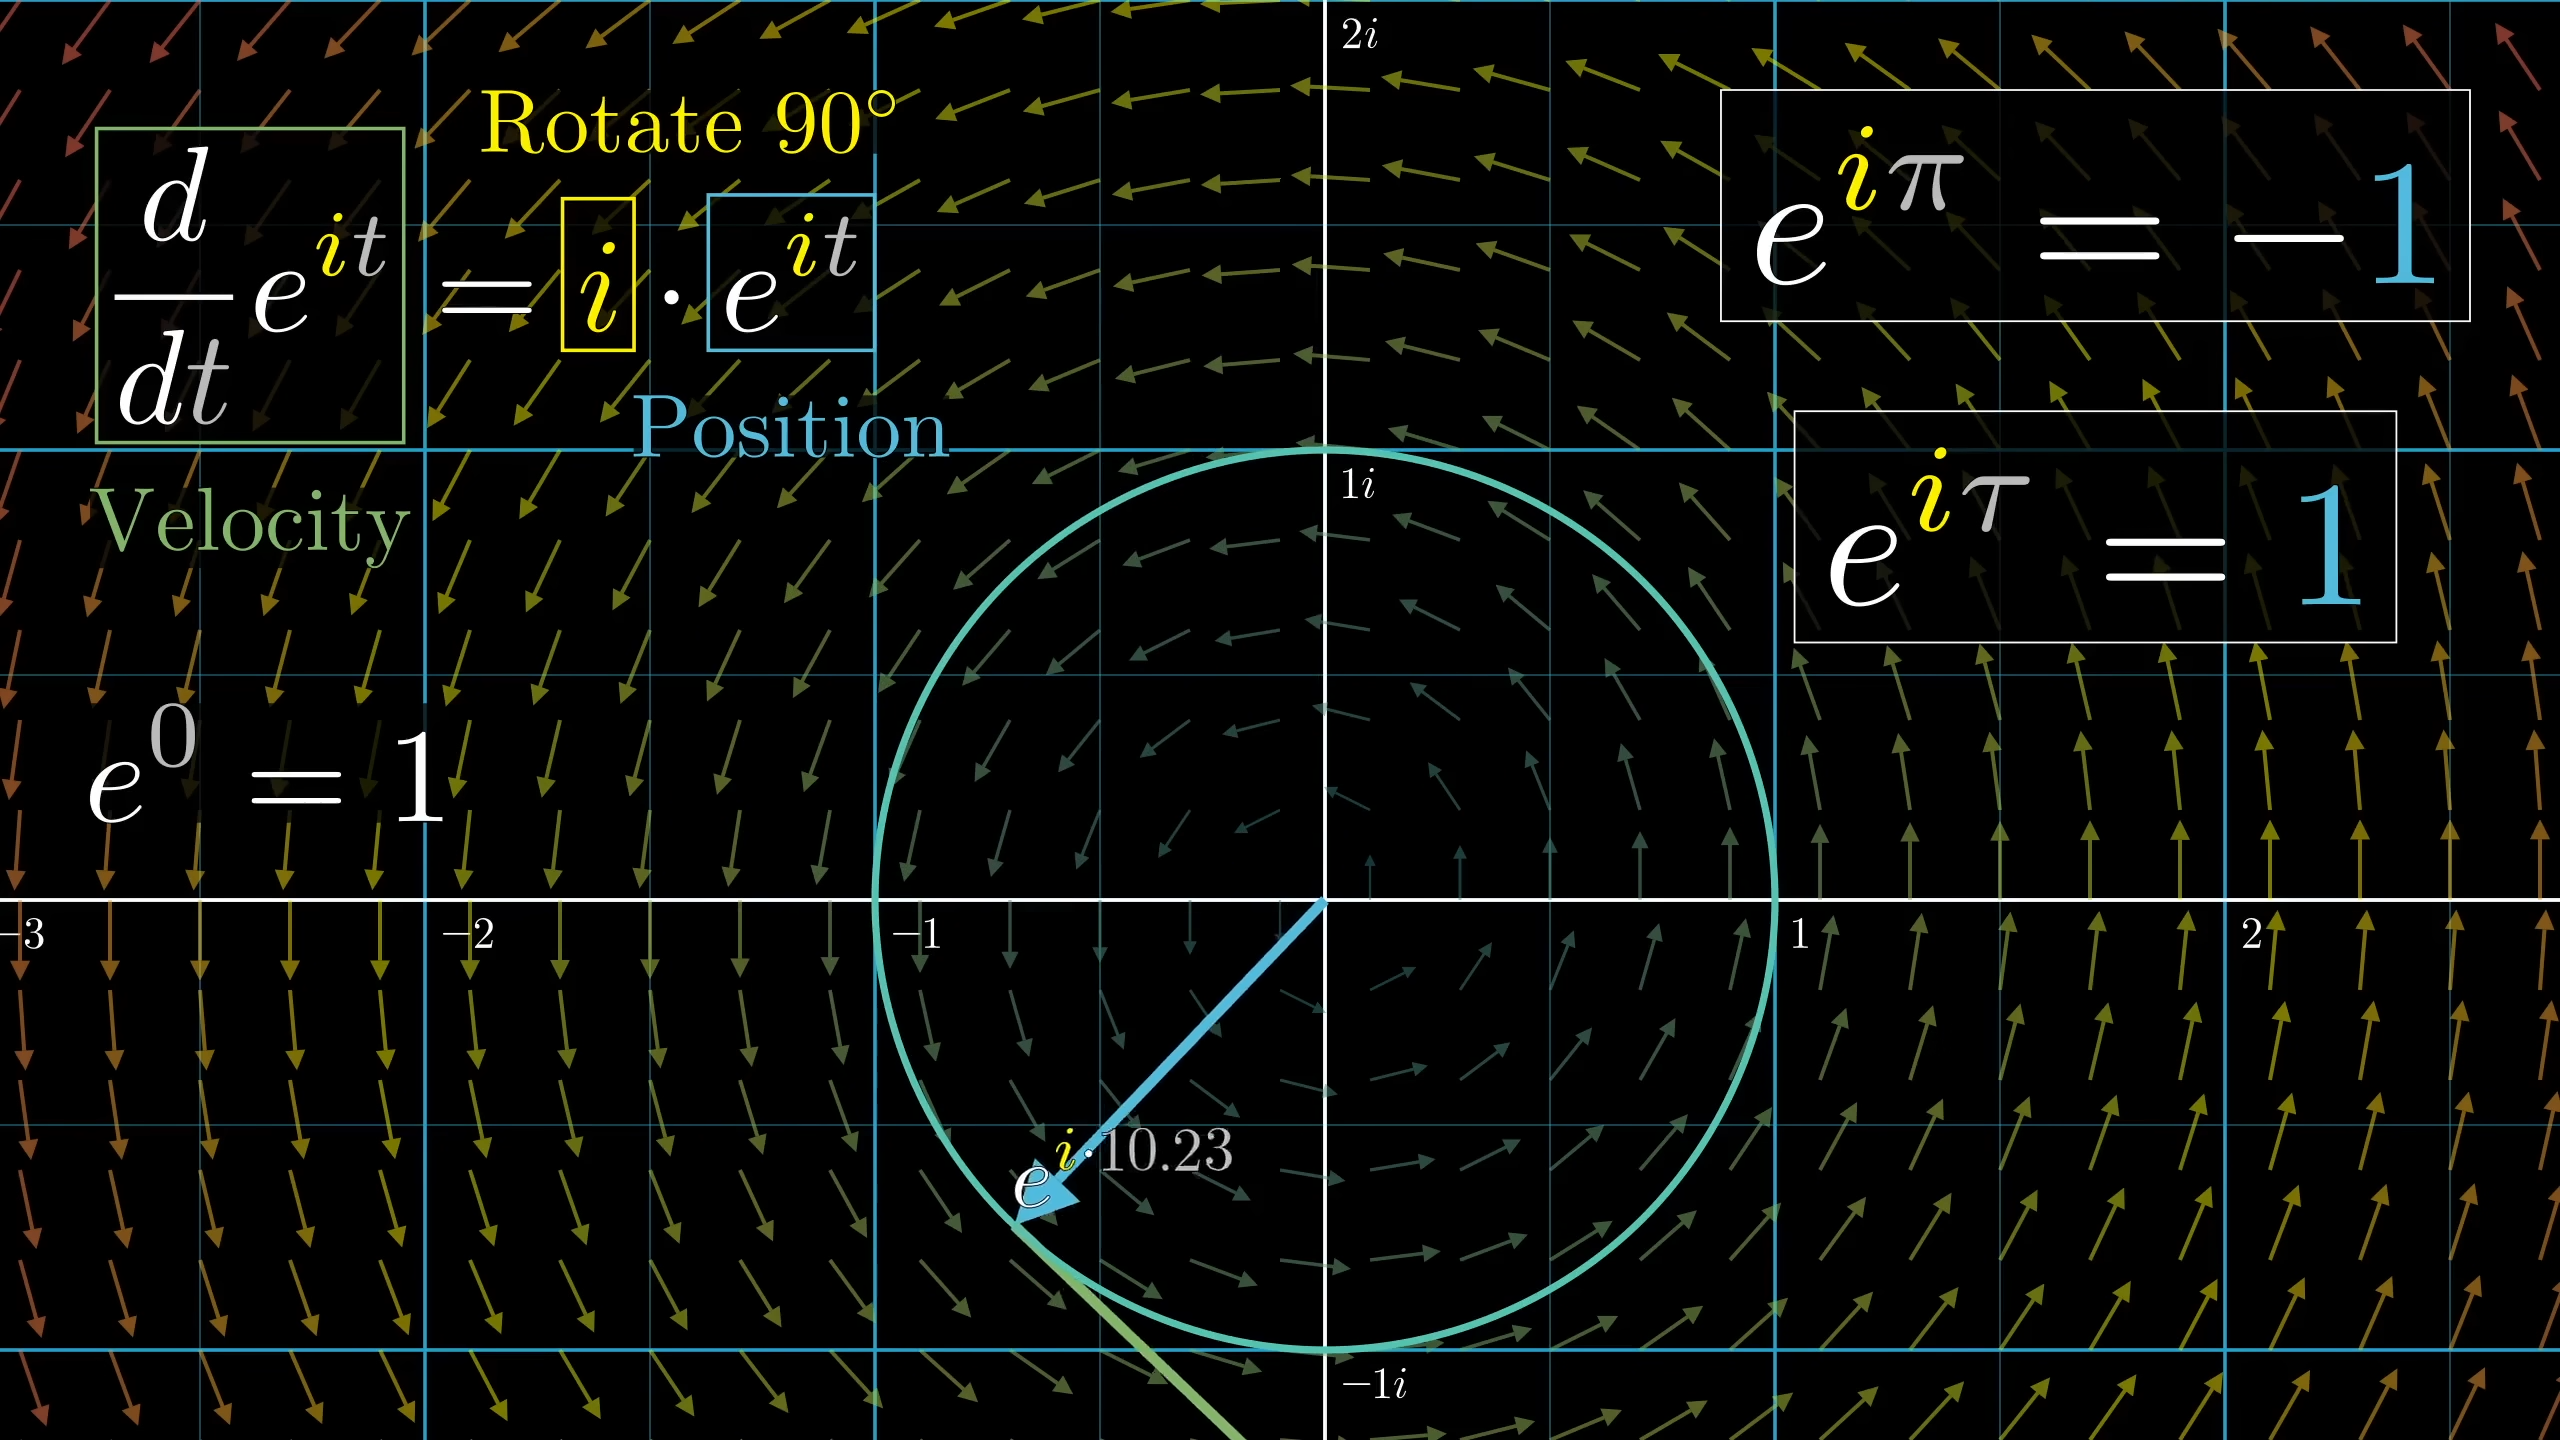 Rotate 90°
d/dt e^{it} = i · e^{it}
Position
Velocity
e^0 = 1
e^{iπ} = −1
e^{iτ} = 1
2i
1i
−3
−2
−1
1
2
e^{i·10.23}
−1i